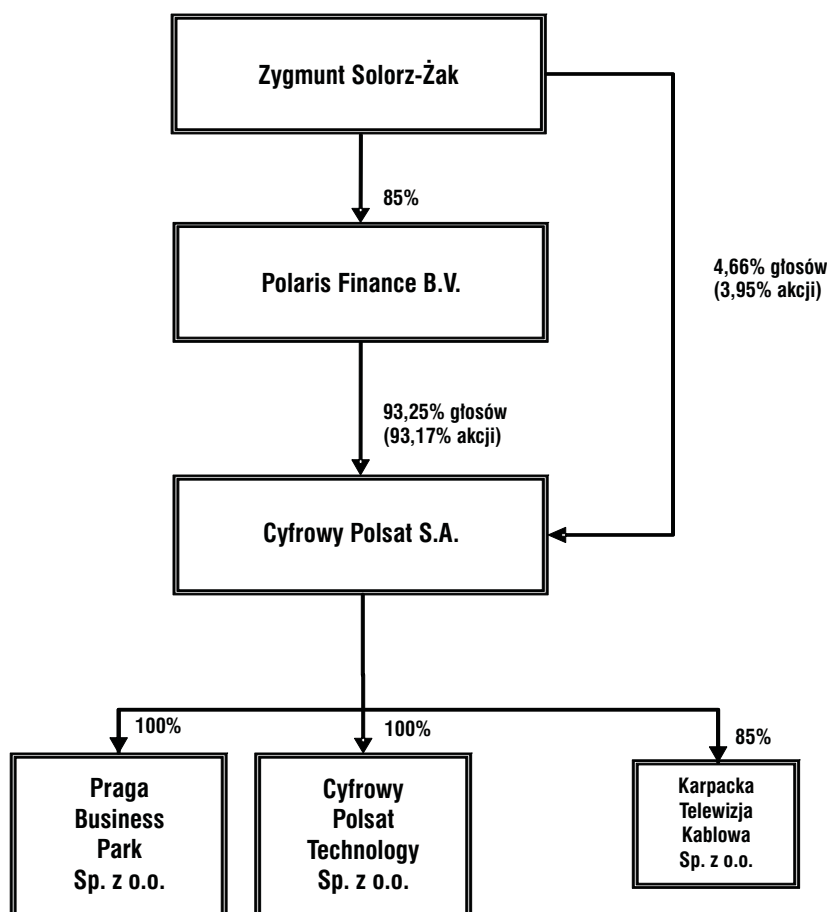 Zygmunt Solorz-Żak
85%
Polaris Finance B.V.
4,66% głosów
(3,95% akcji)
93,25% głosów
(93,17% akcji)
Cyfrowy Polsat S.A.
100%
100%
85%
Praga
Business
Park
Sp. z o.o.
Cyfrowy
Polsat
Technology
Sp. z o.o.
Karpacka
Telewizja
Kablowa
Sp. z o.o.